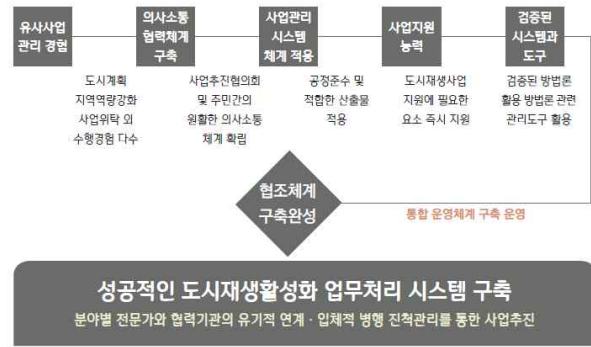 유사사업
관리 경험
의사소통
협력체계
구축
사업관리
시스템
체계 적용
사업지원
능력
검증된
시스템과
도구
도시계획
지역역량강화
사업위탁 외
수행경험 다수
사업추진협의회
및 주민간의
원활한 의사소통
체계 확립
공정준수 및
적합한 산출물
적용
도시재생사업
지원에 필요한
요소 즉시 지원
검증된 방법론
활용 방법론 관련
관리도구 활용
협조체계
구축완성
통합 운영체계 구축 운영
성공적인 도시재생활성화 업무처리 시스템 구축
분야별 전문가와 협력기관의 유기적 연계 · 입체적 병행 진척관리를 통한 사업추진